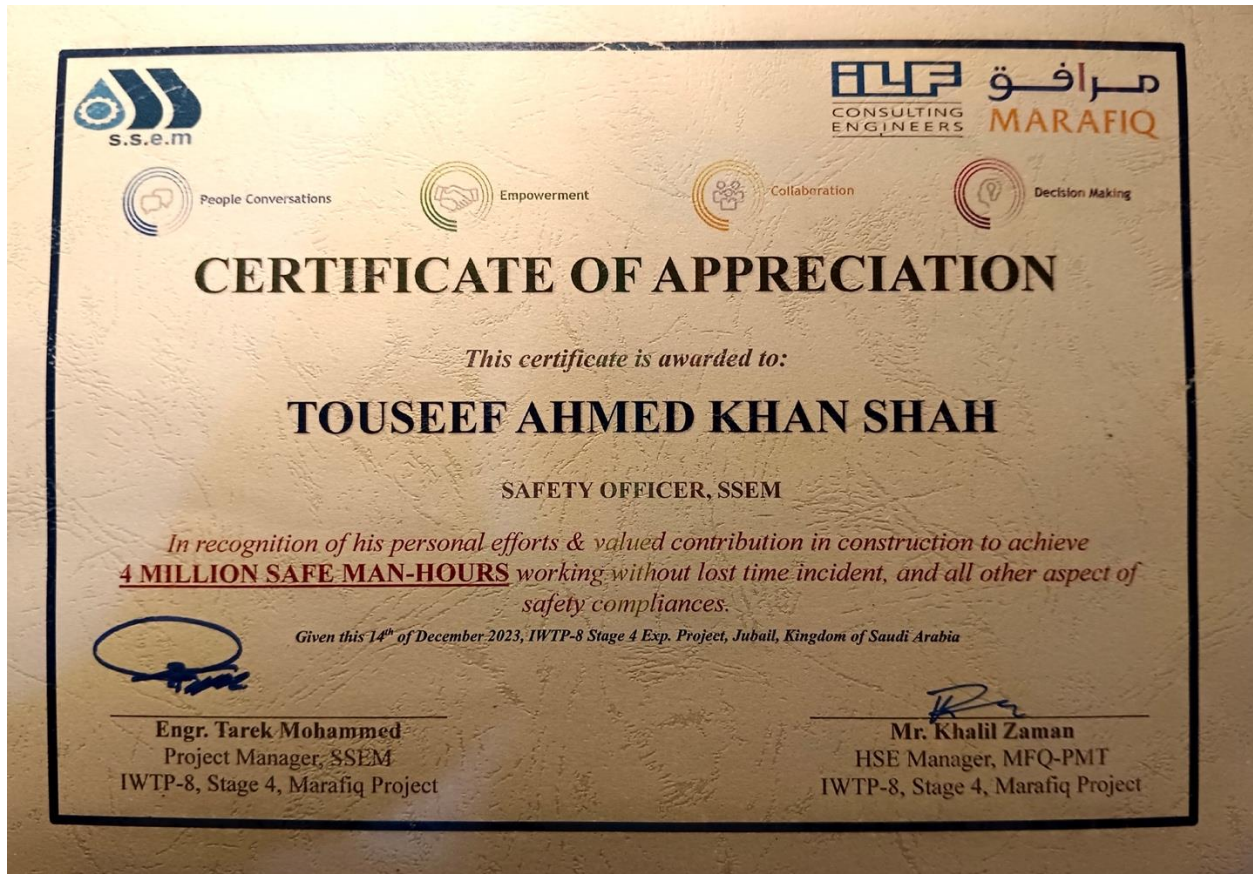 s.s.e.m
ILF
CONSULTING
ENGINEERS
مرافق
MARAFIQ
People Conversations
Empowerment
Collaboration
Decision Making
CERTIFICATE OF APPRECIATION
This certificate is awarded to:
TOUSEEF AHMED KHAN SHAH
SAFETY OFFICER, SSEM
In recognition of his personal efforts & valued contribution in construction to achieve
4 MILLION SAFE MAN-HOURS working without lost time incident, and all other aspect of
safety compliances.
Given this 14th of December 2023, IWTP-8 Stage 4 Exp. Project, Jubail, Kingdom of Saudi Arabia
Engr. Tarek Mohammed
Project Manager, SSEM
IWTP-8, Stage 4, Marafiq Project
Mr. Khalil Zaman
HSE Manager, MFQ-PMT
IWTP-8, Stage 4, Marafiq Project